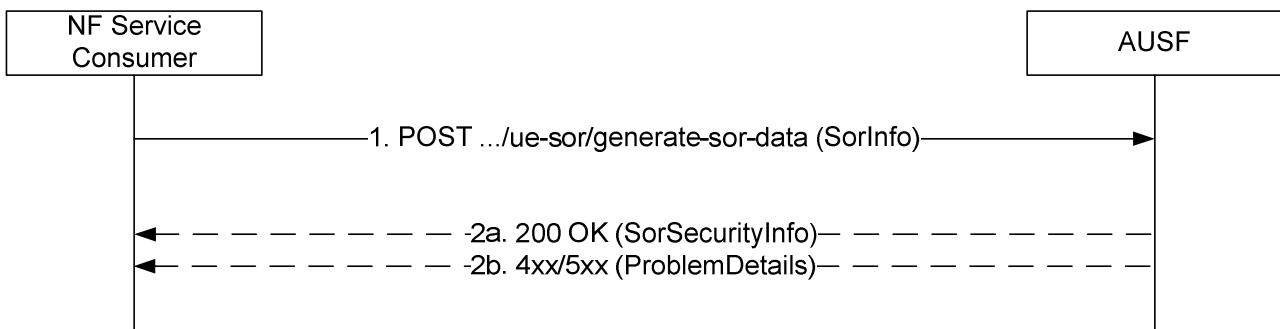 NF Service
Consumer
AUSF
1. POST .../ue-sor/generate-sor-data (SorInfo)
2a. 200 OK (SorSecurityInfo)
2b. 4xx/5xx (ProblemDetails)